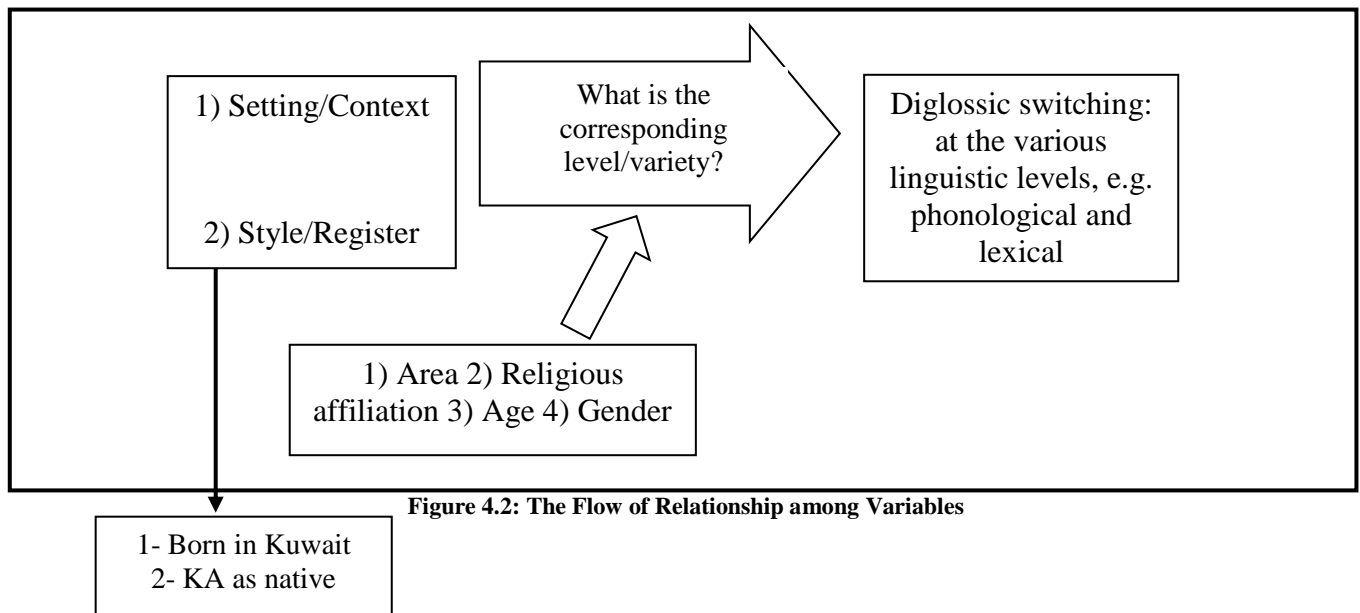 1) Setting/Context
2) Style/Register
What is the
corresponding
level/variety?
Diglossic switching:
at the various
linguistic levels, e.g.
phonological and
lexical
1) Area 2) Religious
affiliation 3) Age 4) Gender
Figure 4.2: The Flow of Relationship among Variables
1- Born in Kuwait
2- KA as native